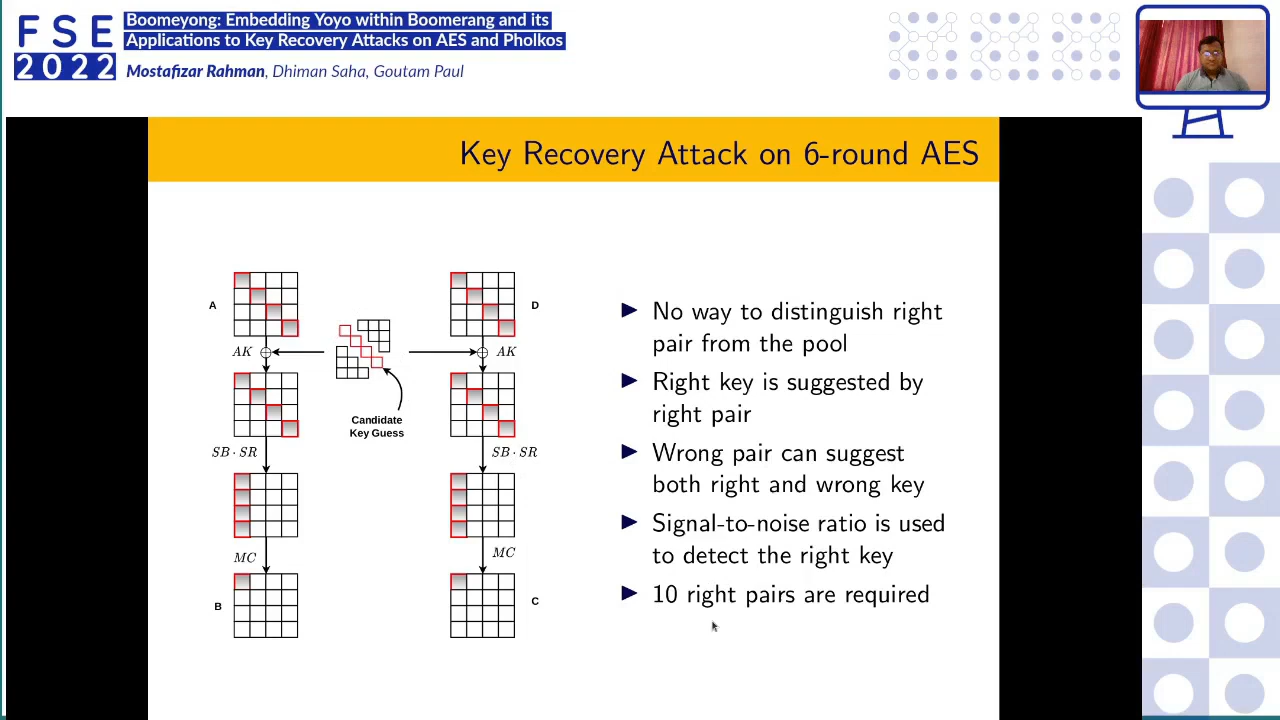 FSE
2022
Boomeyong: Embedding Yoyo within Boomerang and its
Applications to Key Recovery Attacks on AES and Pholkos
Mostafizar Rahman, Dhiman Saha, Goutam Paul
Key Recovery Attack on 6-round AES
A
D
AK
AK
Candidate
Key Guess
SB · SR
SB · SR
MC
MC
B
C
▶ No way to distinguish right
pair from the pool
▶ Right key is suggested by
right pair
▶ Wrong pair can suggest
both right and wrong key
▶ Signal-to-noise ratio is used
to detect the right key
▶ 10 right pairs are required